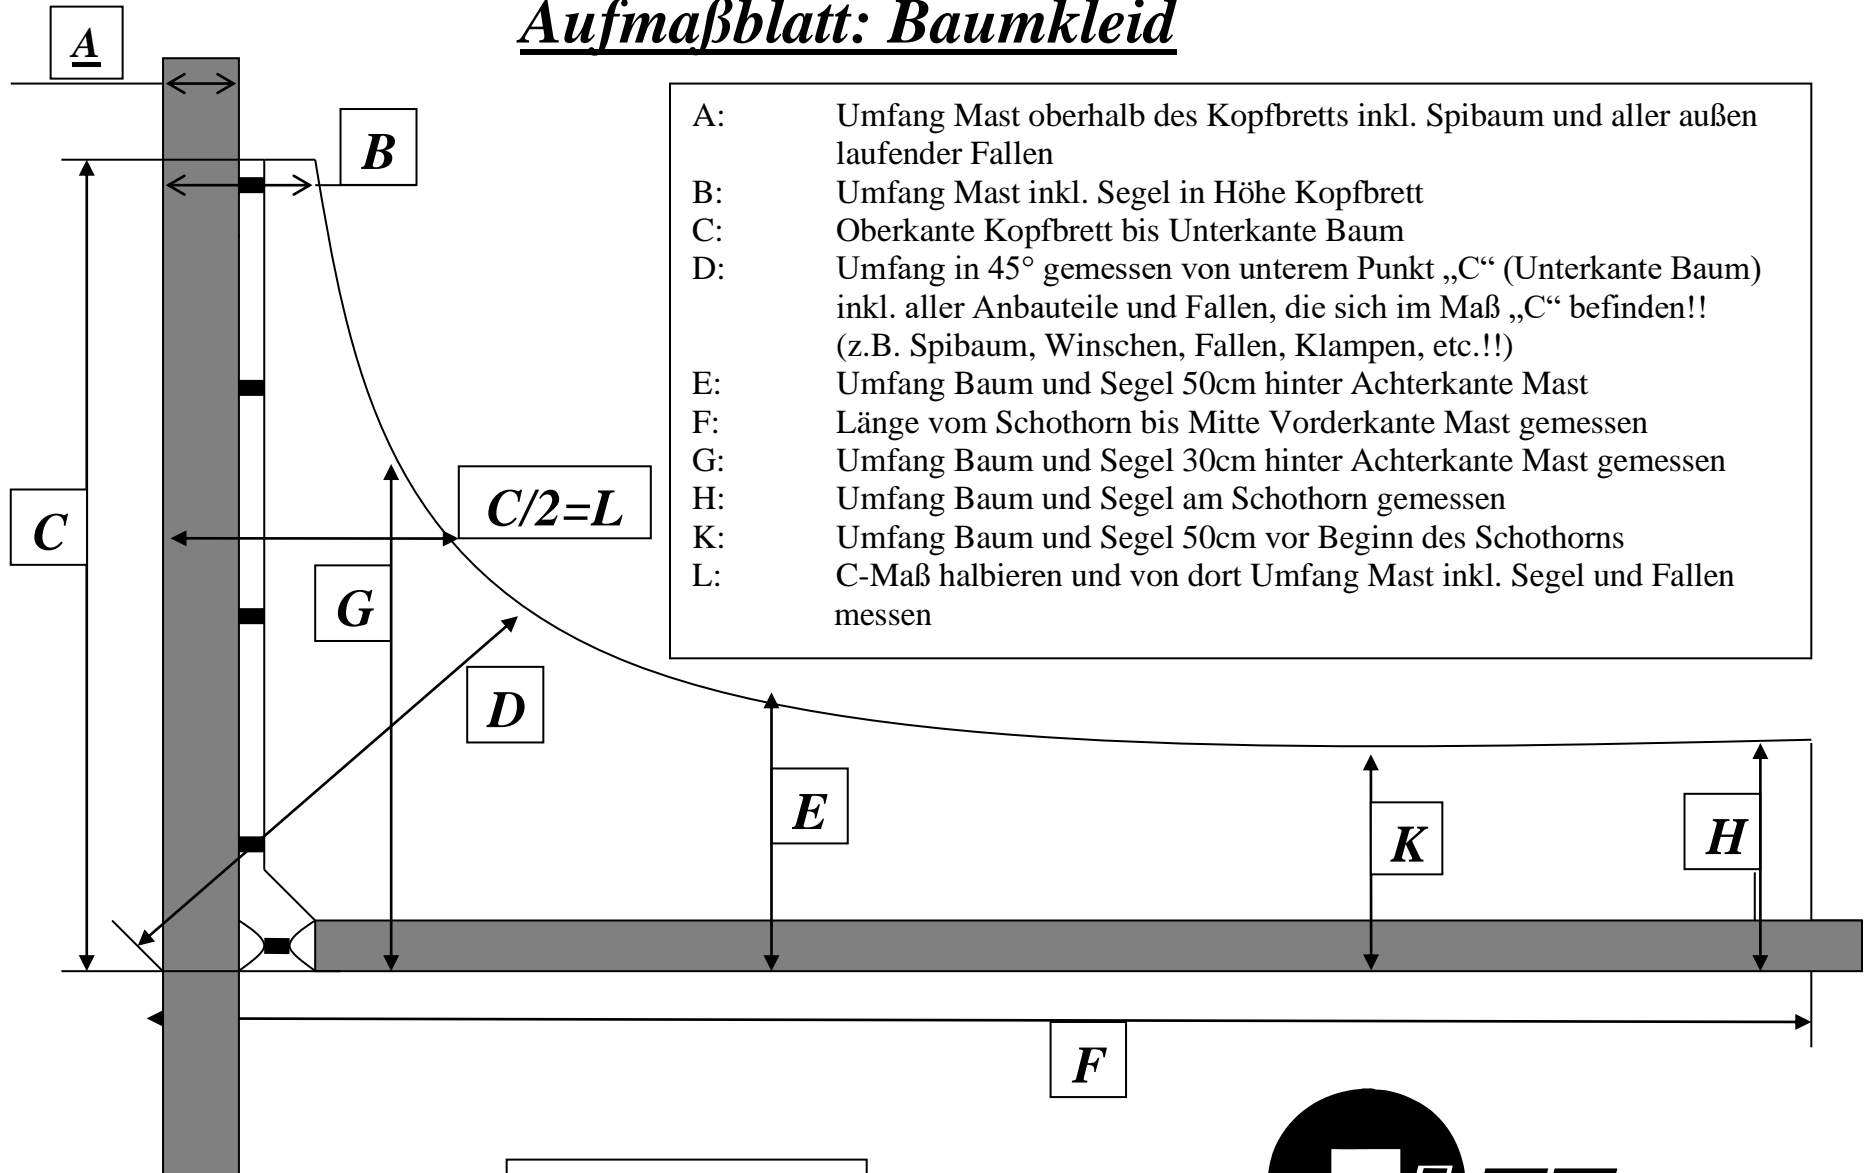 Aufmaßblatt: Baumkleid
A
B
A: Umfang Mast oberhalb des Kopfbretts inkl. Spibaum und aller außen
laufender Fallen
B: Umfang Mast inkl. Segel in Höhe Kopfbrett
C: Oberkante Kopfbrett bis Unterkante Baum
D: Umfang in 45° gemessen von unterem Punkt „C“ (Unterkante Baum)
inkl. aller Anbauteile und Fallen, die sich im Maß „C“ befinden!!
(z.B. Spibaum, Winschen, Fallen, Klampen, etc.!!)
E: Umfang Baum und Segel 50cm hinter Achterkante Mast
F: Länge vom Schothorn bis Mitte Vorderkante Mast gemessen
G: Umfang Baum und Segel 30cm hinter Achterkante Mast gemessen
H: Umfang Baum und Segel am Schothorn gemessen
K: Umfang Baum und Segel 50cm vor Beginn des Schothorns
L: C-Maß halbieren und von dort Umfang Mast inkl. Segel und Fallen
messen
C/2=L
C
G
D
E
K
H
F